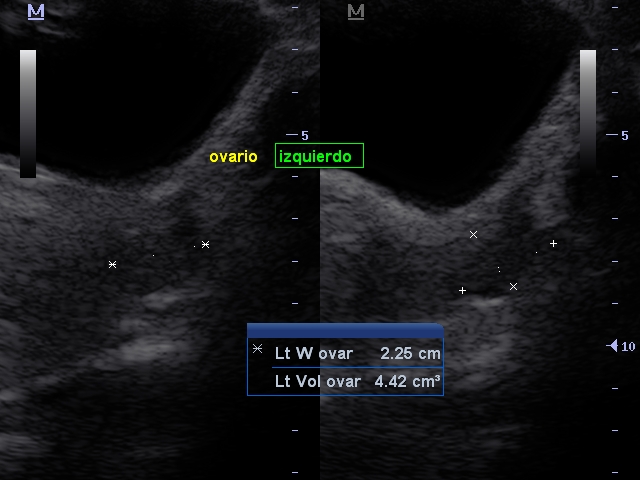 M M
5 5
ovario izquierdo
Lt W ovar 2.25 cm
Lt Vol ovar 4.42 cm³
10